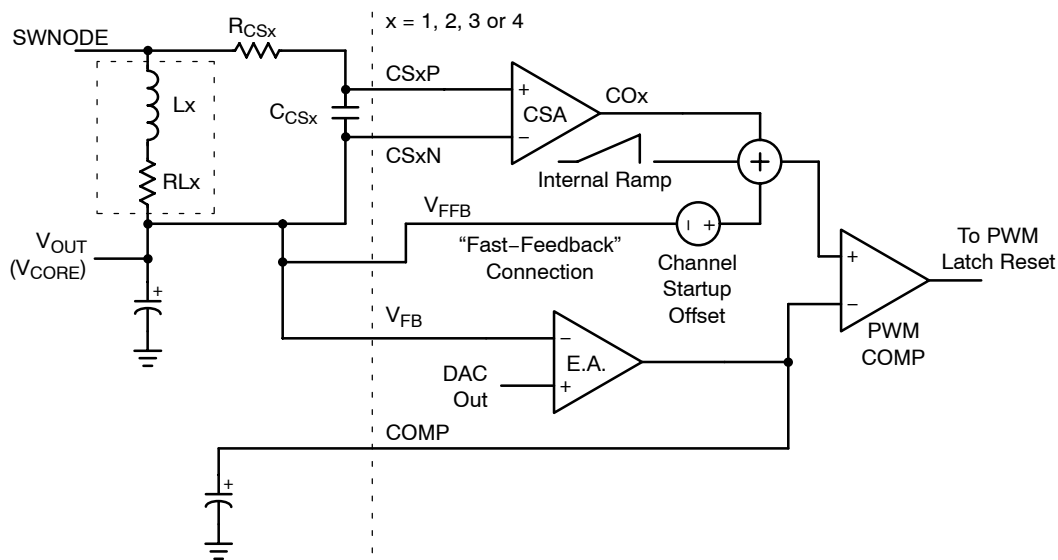 x = 1, 2, 3 or 4
SWNODE
RCSx
CSxP
COx
Lx
CCSx
+
CSA
−
CSxN
+
Internal Ramp
RLx
VFFB
− +
VOUT
(VCORE)
“Fast−Feedback”
Connection
Channel
Startup
Offset
+
−
To PWM
Latch Reset
PWM
COMP
+
VFB
−
E.A.
+
DAC
Out
COMP
+